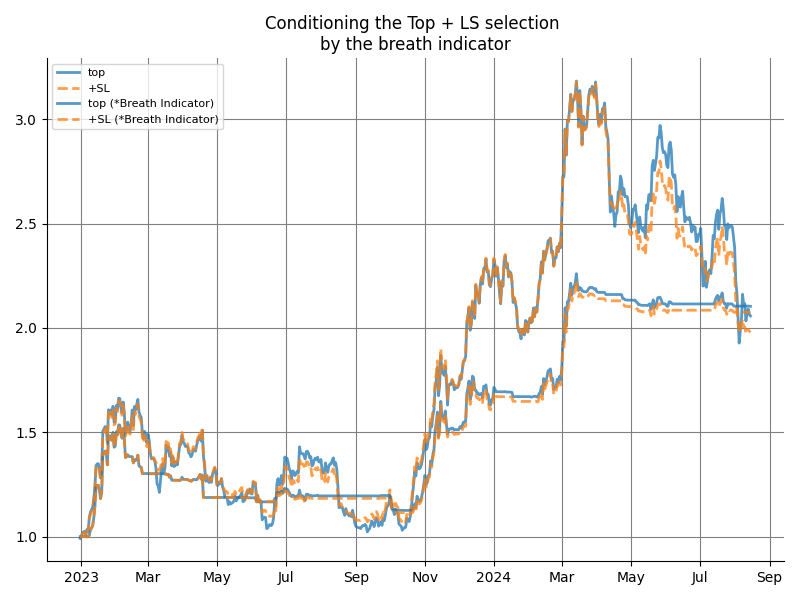 Conditioning the Top + LS selection
by the breath indicator
top
+SL
top (*Breath Indicator)
+SL (*Breath Indicator)
3.0
2.5
2.0
1.5
1.0
2023 Mar May Jul Sep Nov 2024 Mar May Jul Sep